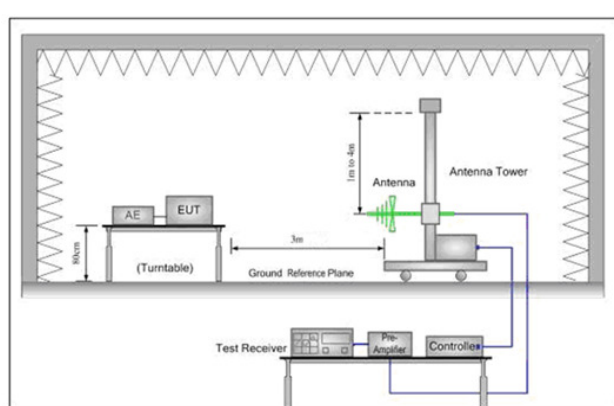 1m to 4m
Antenna
Antenna Tower
AE
EUT
80cm
(Turntable)
3m
Ground Reference Plane
Test Receiver
Pre-
Amplifier
Controller